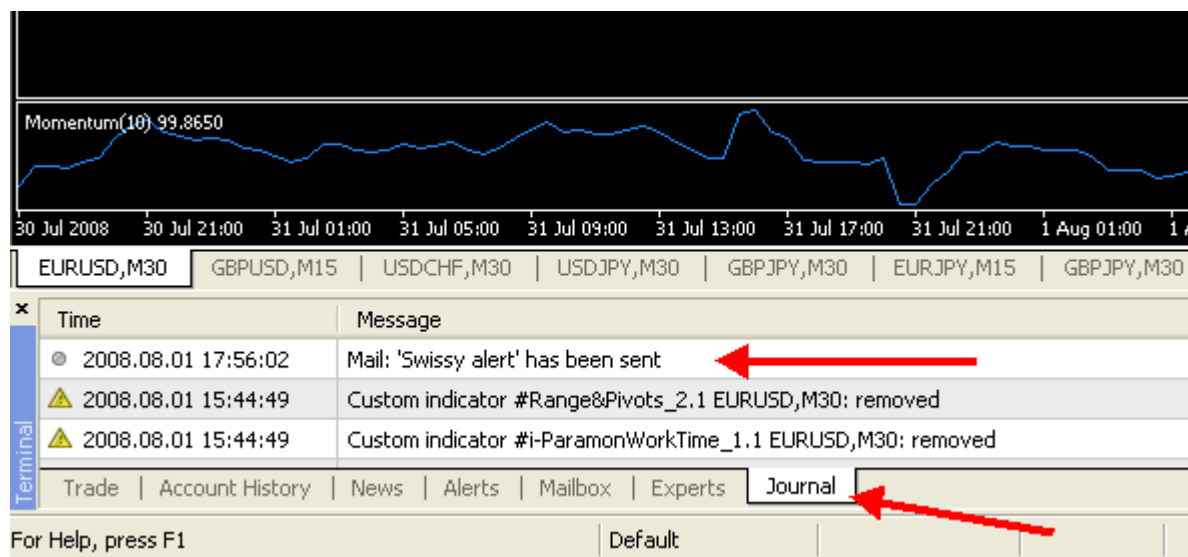 Momentum(10) 99.8650
30 Jul 2008 30 Jul 21:00 31 Jul 01:00 31 Jul 05:00 31 Jul 09:00 31 Jul 13:00 31 Jul 17:00 31 Jul 21:00 1 Aug 01:00
EURUSD,M30 | GBPUSD,M15 | USDCHF,M30 | USDJPY,M30 | GBPJPY,M30 | EURJPY,M15 | GBPJPY,M30
x Time Message
2008.08.01 17:56:02 Mail: 'Swissy alert' has been sent
2008.08.01 15:44:49 Custom indicator #Range&Pivots_2.1 EURUSD,M30: removed
2008.08.01 15:44:49 Custom indicator #i-ParamonWorkTime_1.1 EURUSD,M30: removed
Terminal
Trade | Account History | News | Alerts | Mailbox | Experts | Journal
For Help, press F1 Default